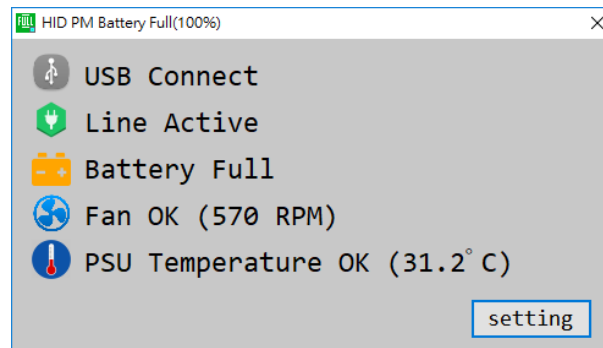 FULL HID PM Battery Full(100%)
USB Connect
Line Active
Battery Full
Fan OK (570 RPM)
PSU Temperature OK (31.2°C)
setting